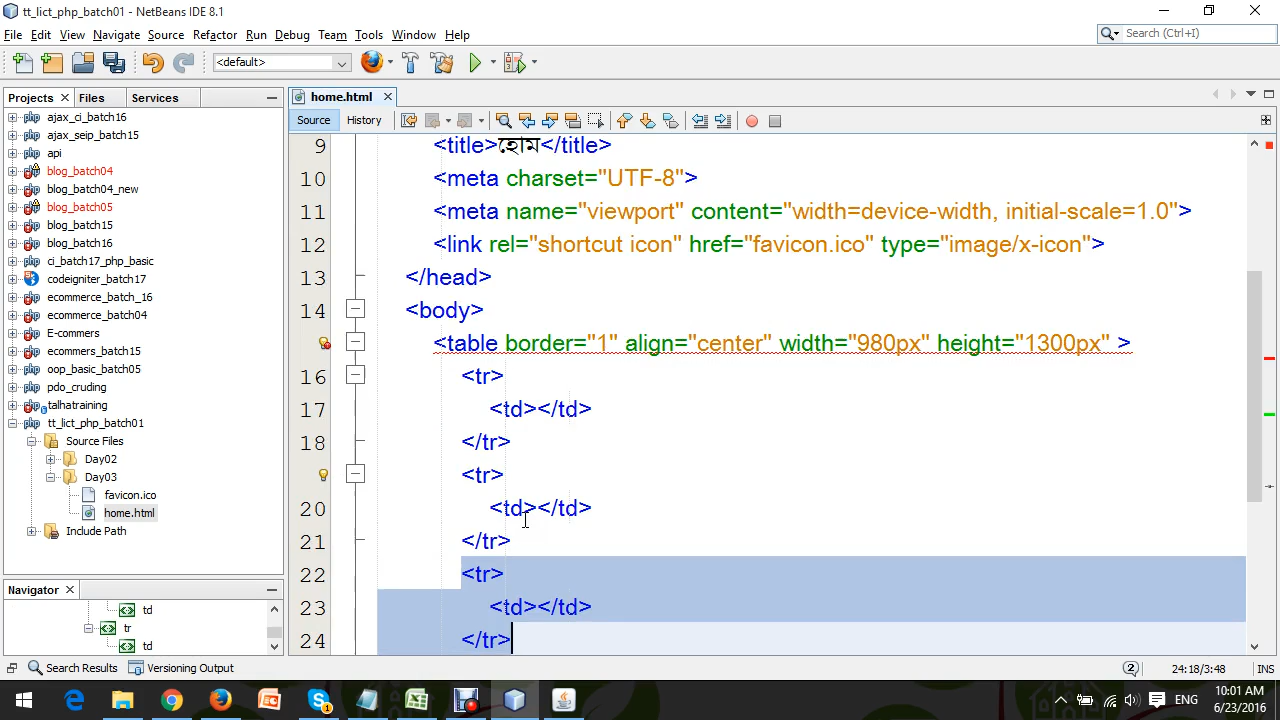 tt_lict_php_batch01 - NetBeans IDE 8.1
File Edit View Navigate Source Refactor Run Debug Team Tools Window Help
Search (Ctrl+I)
<default>
Projects Files Services
home.html
Source History
ajax_ci_batch16
ajax_seip_batch15
api
blog_batch04
blog_batch04_new
blog_batch05
blog_batch15
blog_batch16
ci_batch17_php_basic
codeigniter_batch17
ecommerce_batch_16
ecommerce_batch04
E-commers
ecommers_batch15
oop_basic_batch05
pdo_cruding
talhatraining
tt_lict_php_batch01
Source Files
Day02
Day03
favicon.ico
home.html
Include Path
Navigator
td
tr
td
9 <title>হোম</title>
10 <meta charset="UTF-8">
11 <meta name="viewport" content="width=device-width, initial-scale=1.0">
12 <link rel="shortcut icon" href="favicon.ico" type="image/x-icon">
13 </head>
14 <body>
<table border="1" align="center" width="980px" height="1300px" >
16 <tr>
17 <td></td>
18 </tr>
<tr>
20 <td></td>
21 </tr>
22 <tr>
23 <td></td>
24 </tr>
Search Results Versioning Output
2 24:18/3:48 INS
ENG
10:01 AM
6/23/2016